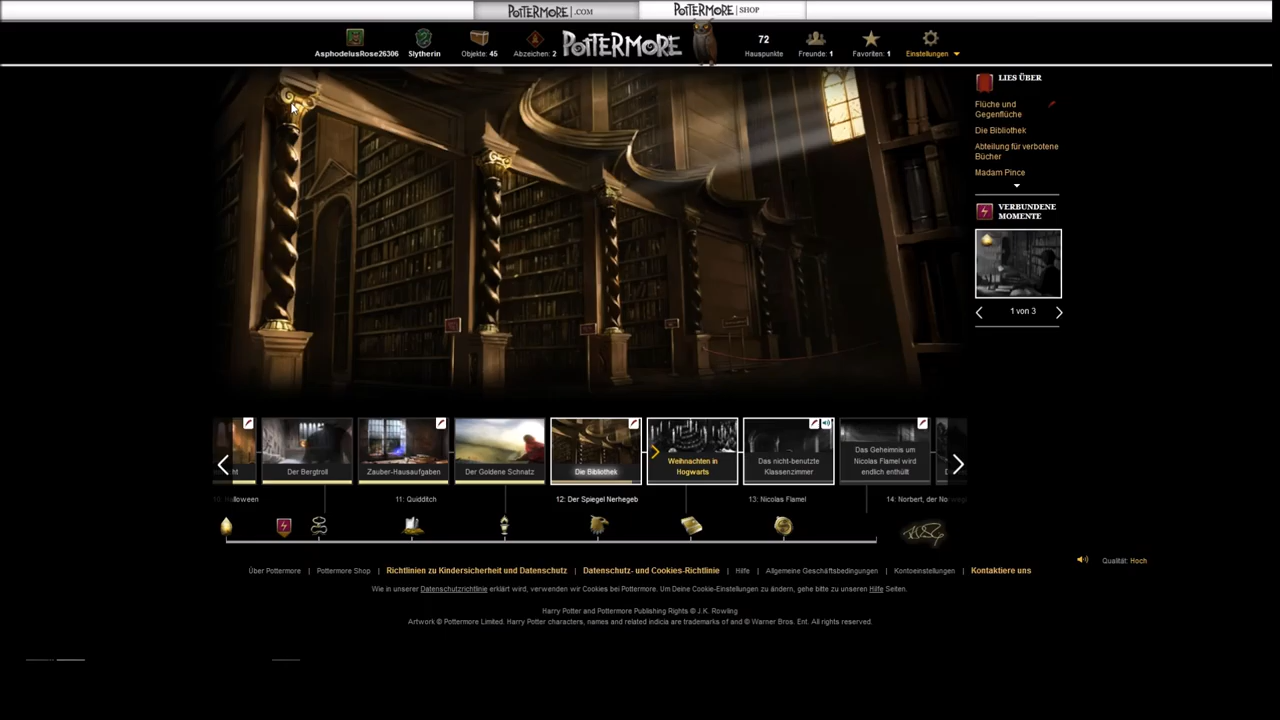 POTTERMORE .COM
POTTERMORE SHOP
AsphodelusRose26306
Slytherin
Objekte: 45
Abzeichen: 2
POTTERMORE
72
Hauspunkte
Freunde: 1
Favoriten: 1
Einstellungen
LIES ÜBER
Flüche und
Gegenflüche
Die Bibliothek
Abteilung für verbotene
Bücher
Madam Pince
VERBUNDENE
MOMENTE
1 von 3
Der Bergtroll
Zauber-Hausaufgaben
Der Goldene Schnatz
Die Bibliothek
Weihnachten in
Hogwarts
Das nicht-benutzte
Klassenzimmer
Das Geheimnis um
Nicolas Flamel wird
endlich enthüllt
10: Halloween
11: Quidditch
12: Der Spiegel Nerhegeb
13: Nicolas Flamel
14: Norbert, der No
Qualität: Hoch
Über Pottermore | Pottermore Shop | Richtlinien zu Kindersicherheit und Datenschutz | Datenschutz- und Cookies-Richtlinie | Hilfe | Allgemeine Geschäftsbedingungen | Kontoeinstellungen | Kontaktiere uns
Wie in unserer Datenschutzrichtlinie erklärt wird, verwenden wir Cookies bei Pottermore. Um Deine Cookie-Einstellungen zu ändern, gehe bitte zu unseren Hilfe Seiten.
Harry Potter and Pottermore Publishing Rights © J.K. Rowling
Artwork © Pottermore Limited. Harry Potter characters, names and related indicia are trademarks of and © Warner Bros. Ent. All rights reserved.